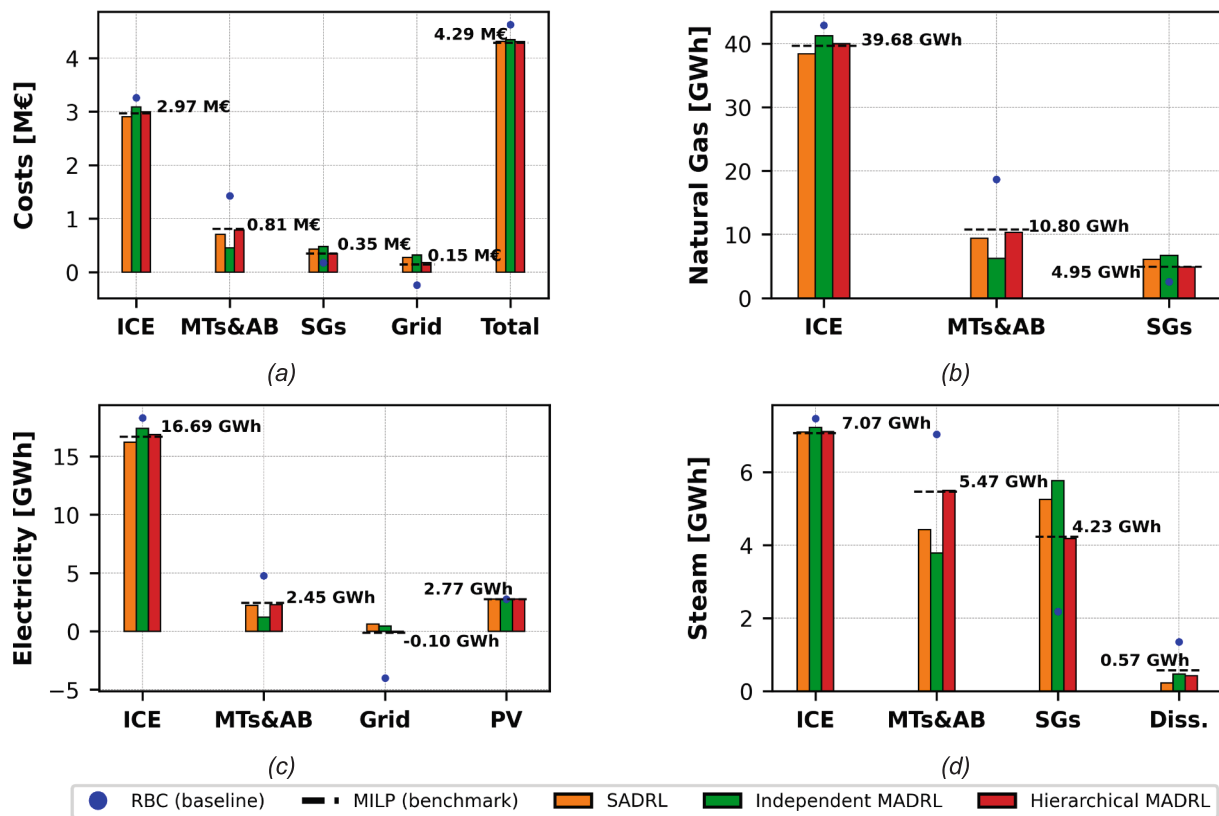 Costs [M€]
4
3
2
1
0
4.29 M€
2.97 M€
0.81 M€
0.35 M€
0.15 M€
ICE MTs&AB SGs Grid Total
(a)
Natural Gas [GWh]
40
30
20
10
0
39.68 GWh
10.80 GWh
4.95 GWh
ICE MTs&AB SGs
(b)
Electricity [GWh]
15
10
5
0
−5
16.69 GWh
2.45 GWh
2.77 GWh
-0.10 GWh
ICE MTs&AB Grid PV
(c)
Steam [GWh]
6
4
2
0
7.07 GWh
5.47 GWh
4.23 GWh
0.57 GWh
ICE MTs&AB SGs Diss.
(d)
RBC (baseline) MILP (benchmark) SADRL Independent MADRL Hierarchical MADRL